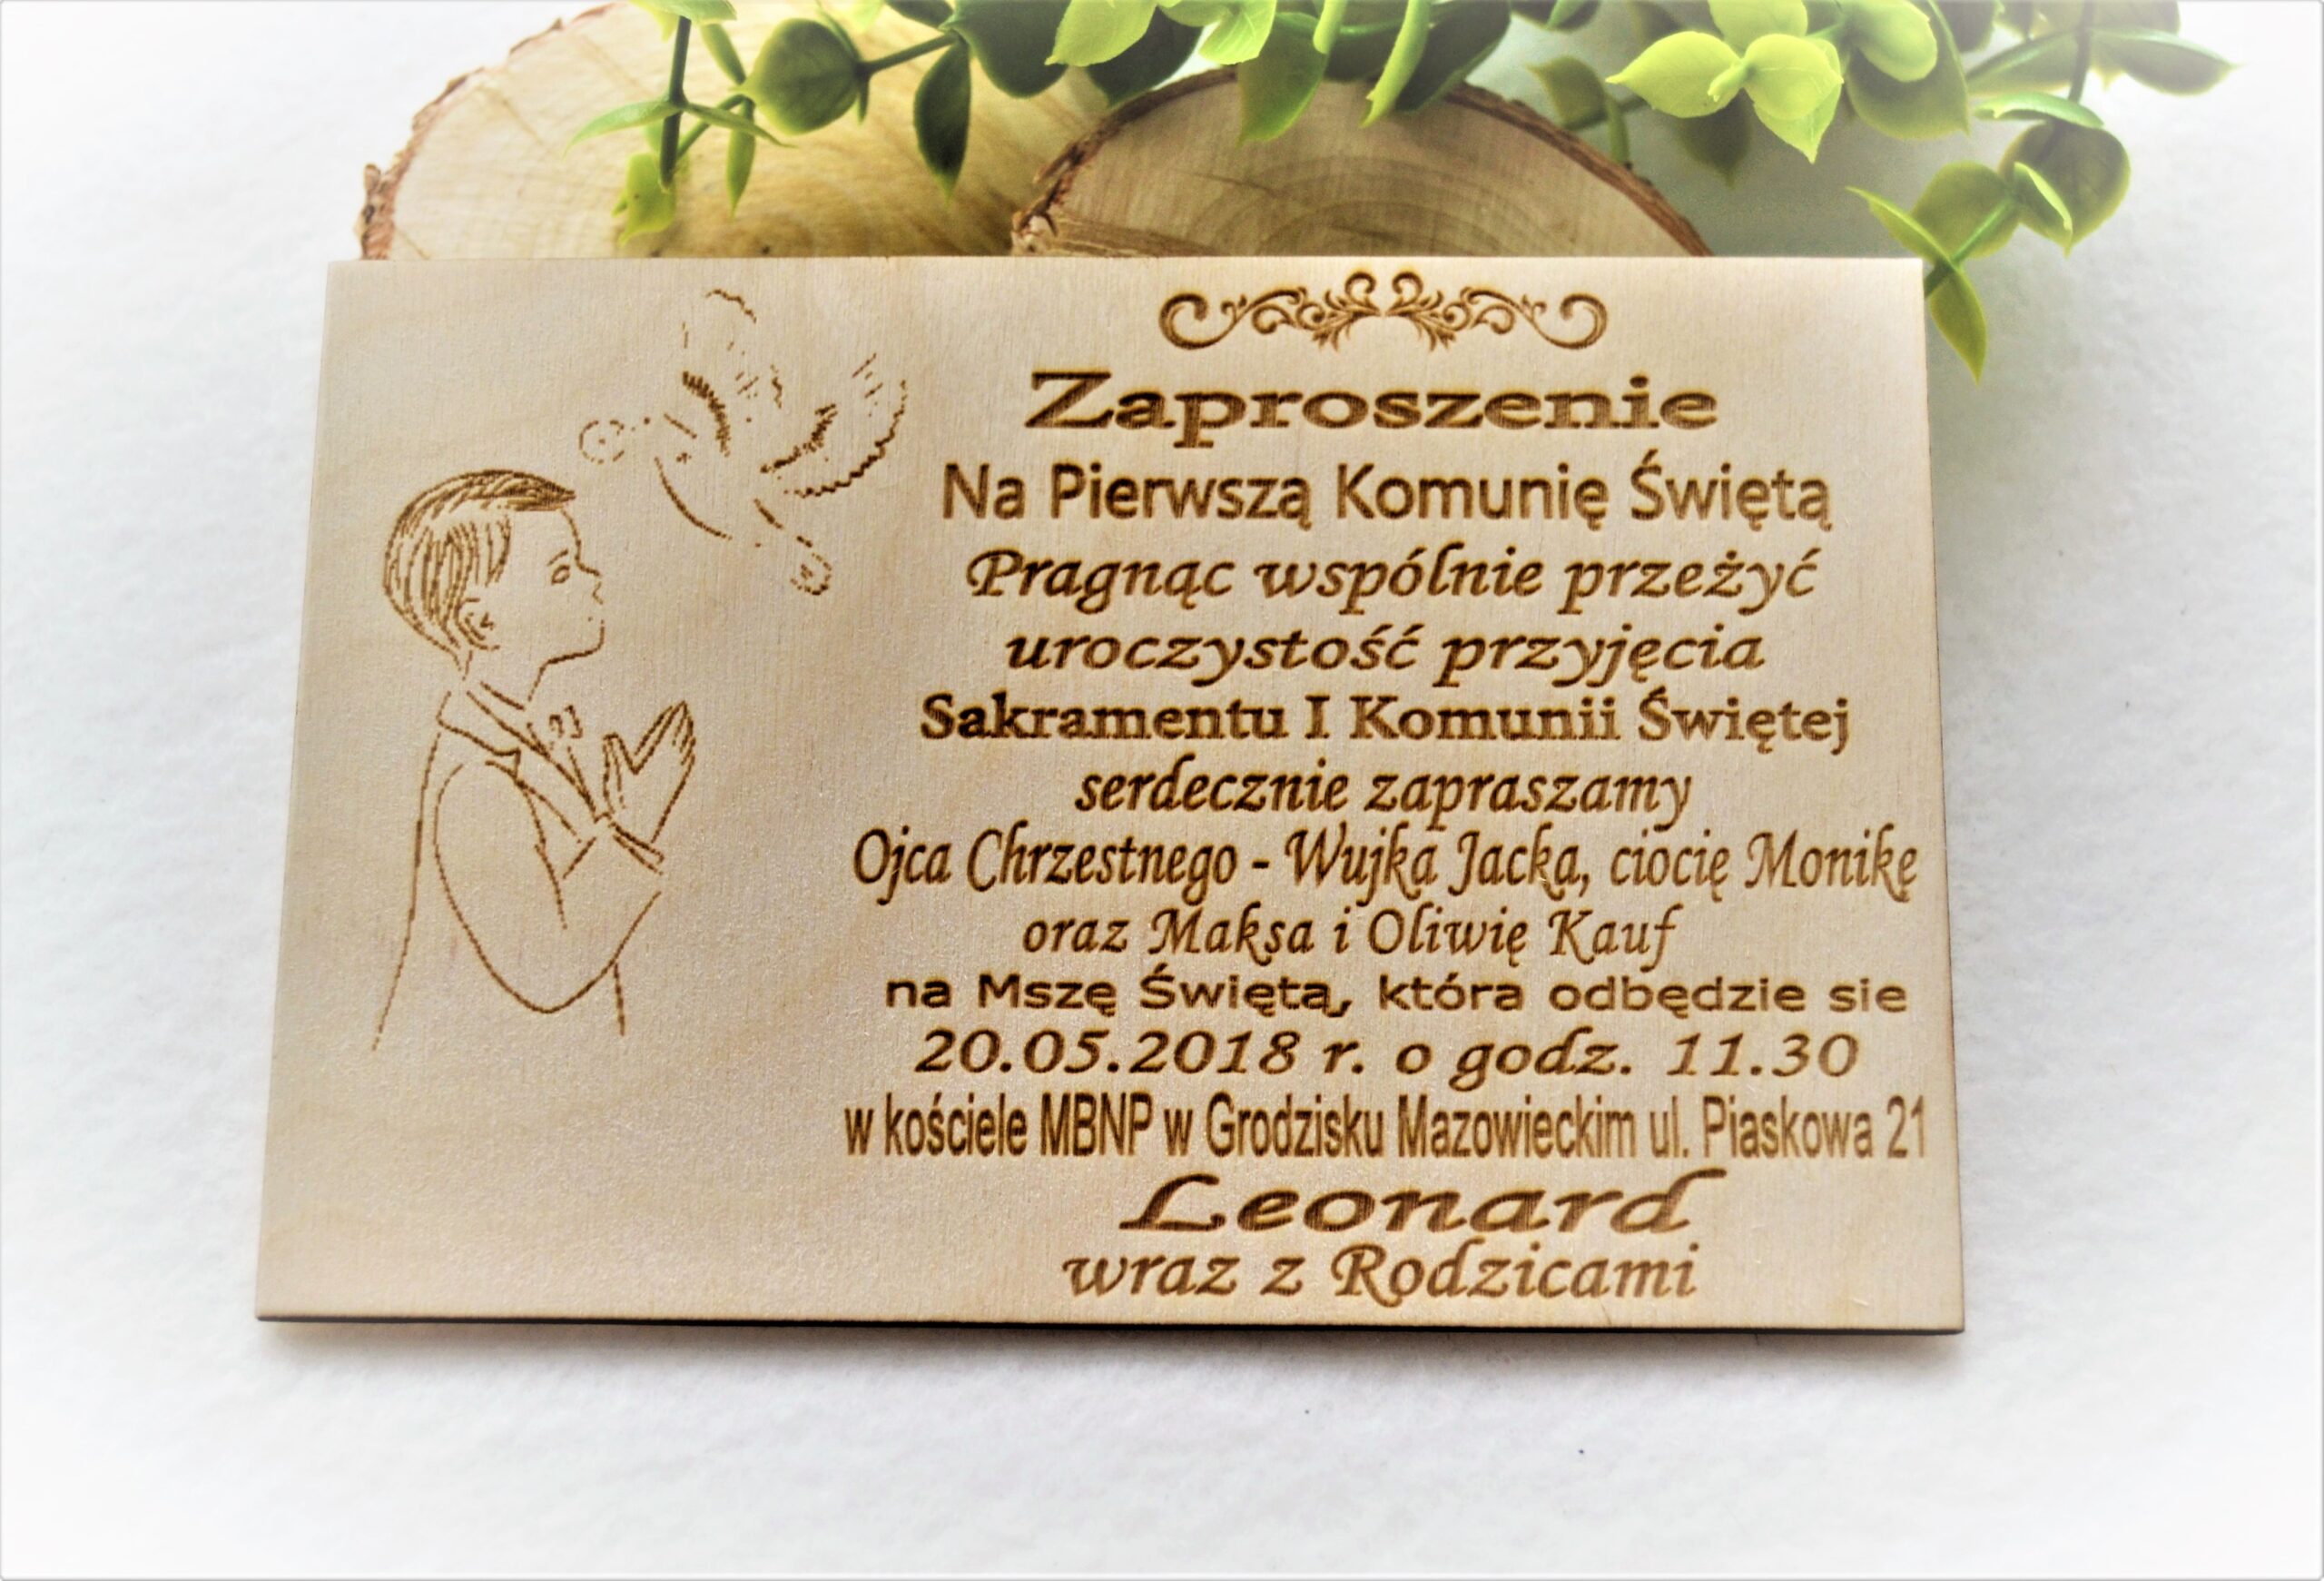 Zaproszenie
Na Pierwszą Komunię Świętą
Pragnąc wspólnie przeżyć
uroczystość przyjęcia
Sakramentu I Komunii Świętej
serdecznie zapraszamy
Ojca Chrzestnego - Wujka Jacka, ciocię Monikę
oraz Maksa i Oliwię Kauf
na Mszę Świętą, która odbędzie sie
20.05.2018 r. o godz. 11.30
w kościele MBNP w Grodzisku Mazowieckim ul. Piaskowa 21
Leonard
wraz z Rodzicami